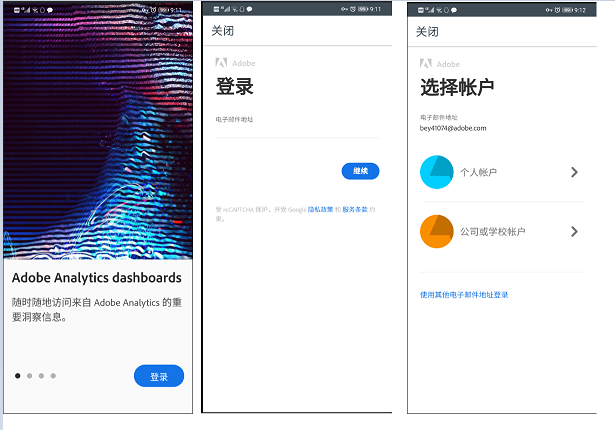 9:11
Adobe Analytics dashboards
随时随地访问来自 Adobe Analytics 的重
要洞察信息。
登录
9:11
关闭
Adobe
登录
电子邮件地址
继续
受 reCAPTCHA 保护，并受 Google 隐私政策 和 服务条款 约
束。
9:12
关闭
Adobe
选择帐户
电子邮件地址
bey41074@adobe.com
个人帐户
公司或学校帐户
使用其他电子邮件地址登录